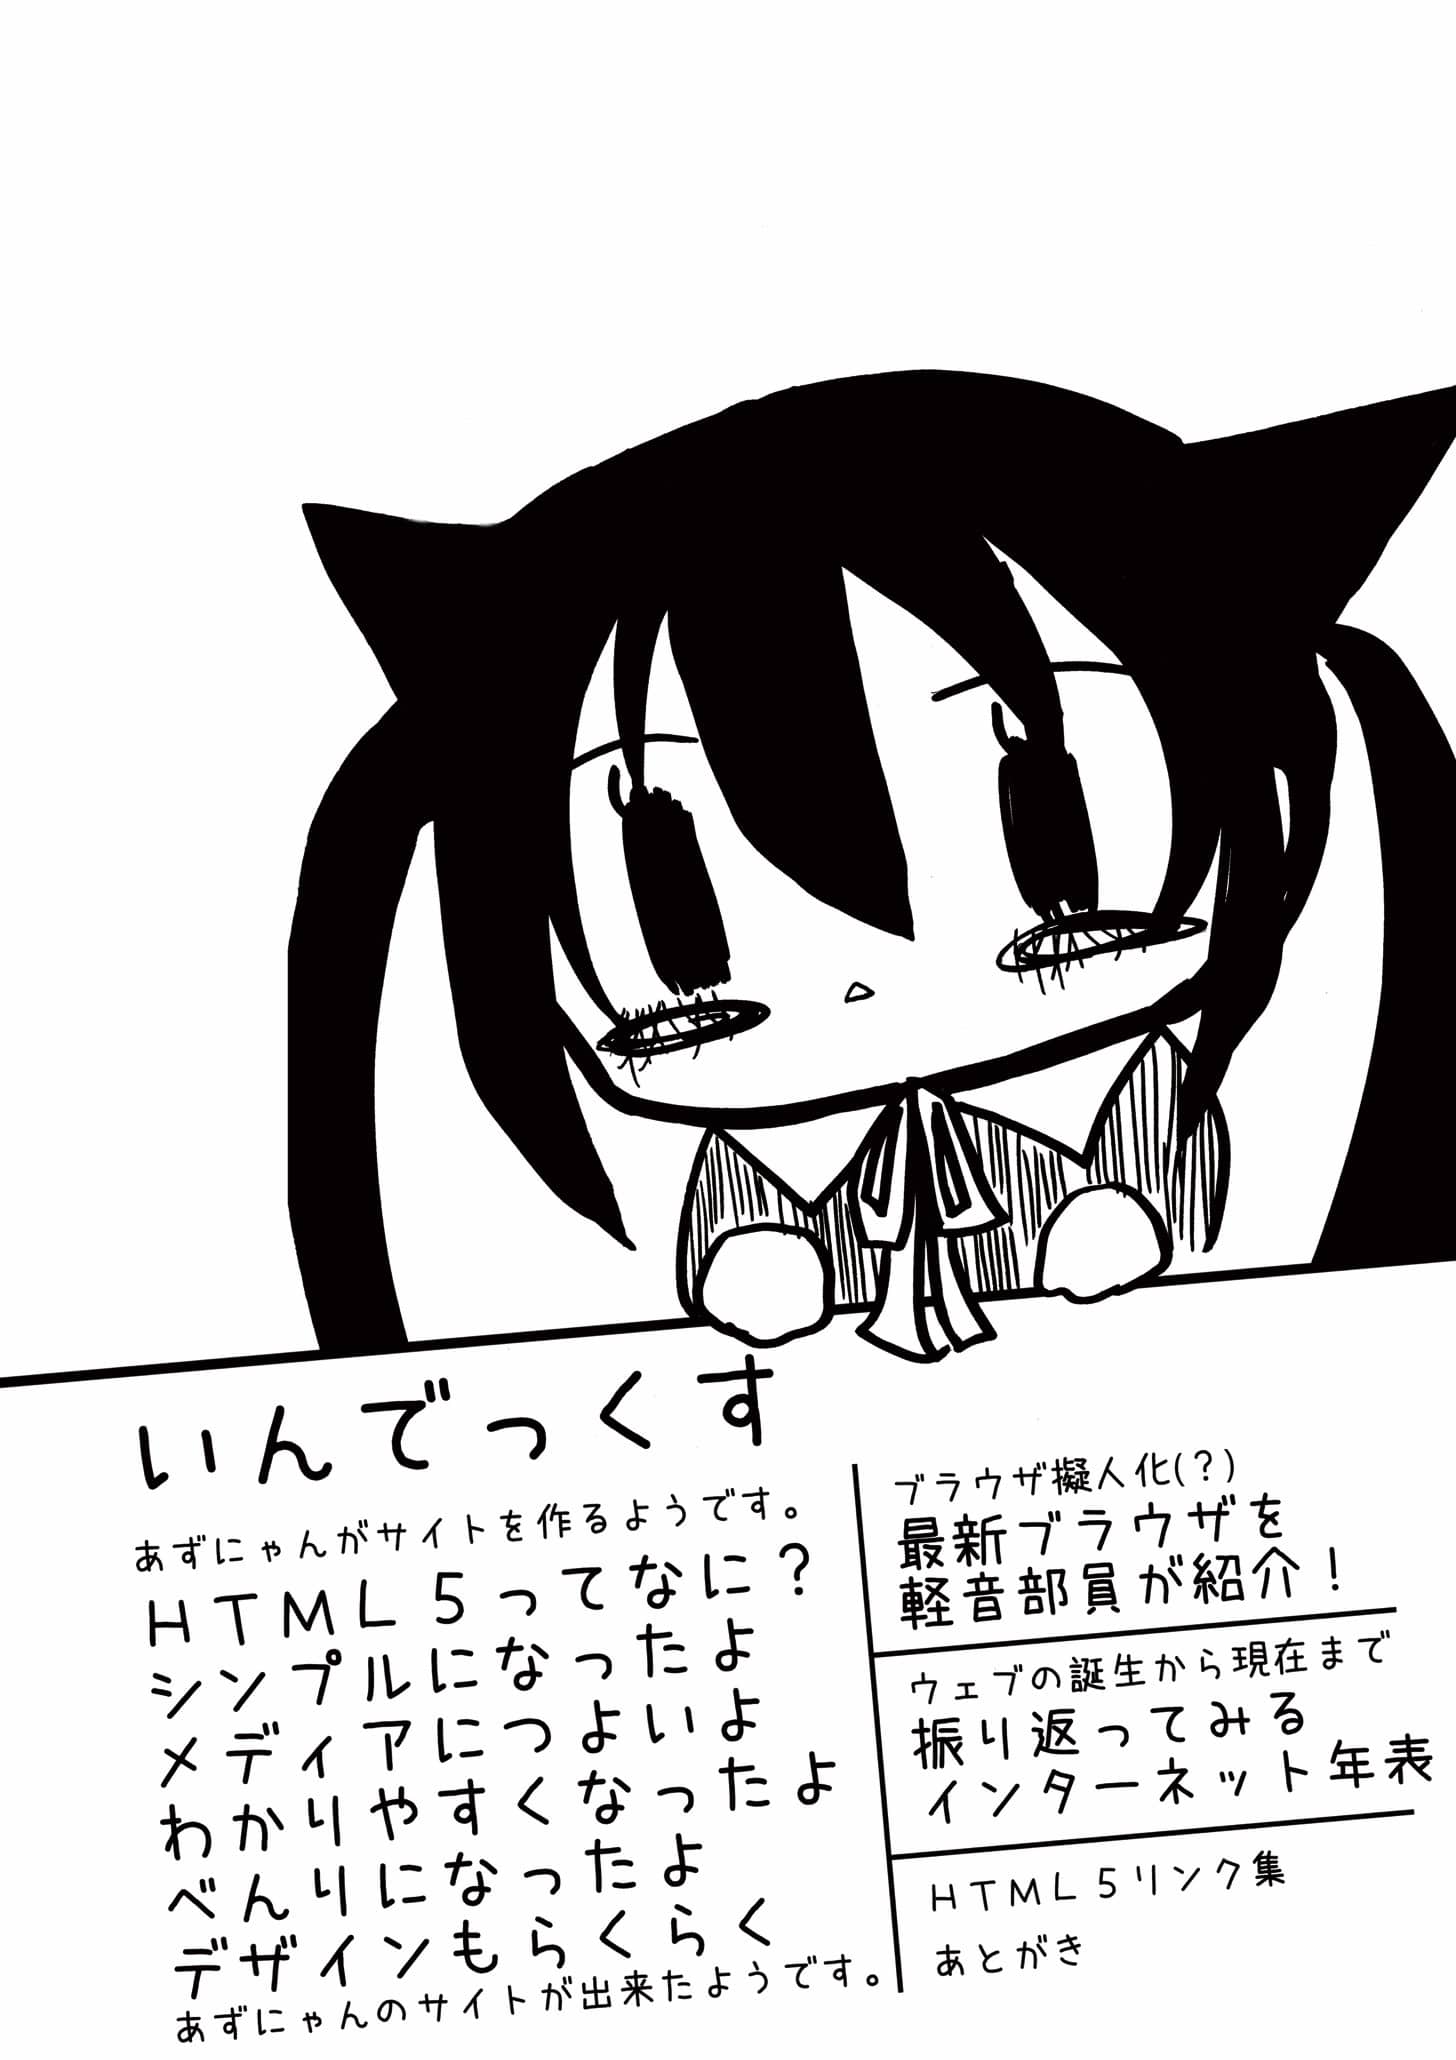 いんでっくす
あずにゃんがサイトを作るようです。
HTML5ってなに？
シンプルになったよ
メディアにつよいよ
わかりやすくなったよ
べんりになったよ
デザインもらくらく
あずにゃんのサイトが出来たようです。
ブラウザ擬人化(？)
最新ブラウザを
軽音部員が紹介！
ウェブの誕生から現在まで
振り返ってみる
インターネット年表
HTML5リンク集
あとがき